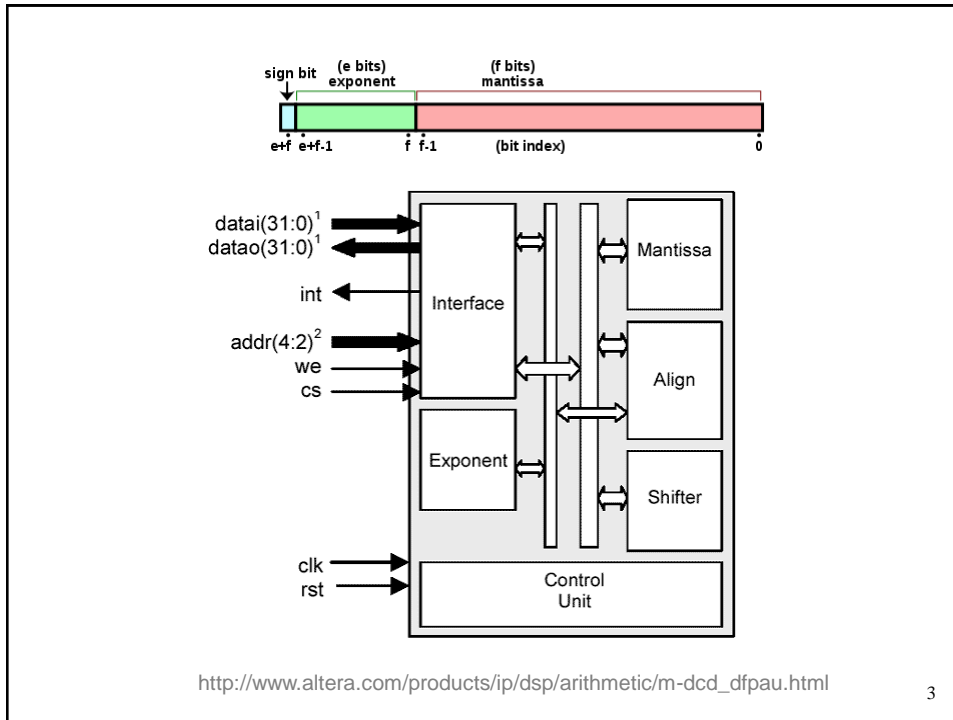 (e bits) (f bits)
sign bit exponent mantissa
e+f e+f-1 f f-1 (bit index) 0
datai(31:0)1
datao(31:0)1
int
addr(4:2)2
we
cs
Interface
Mantissa
Align
Exponent
Shifter
clk
rst
Control
Unit
http://www.altera.com/products/ip/dsp/arithmetic/m-dcd_dfpau.html
3